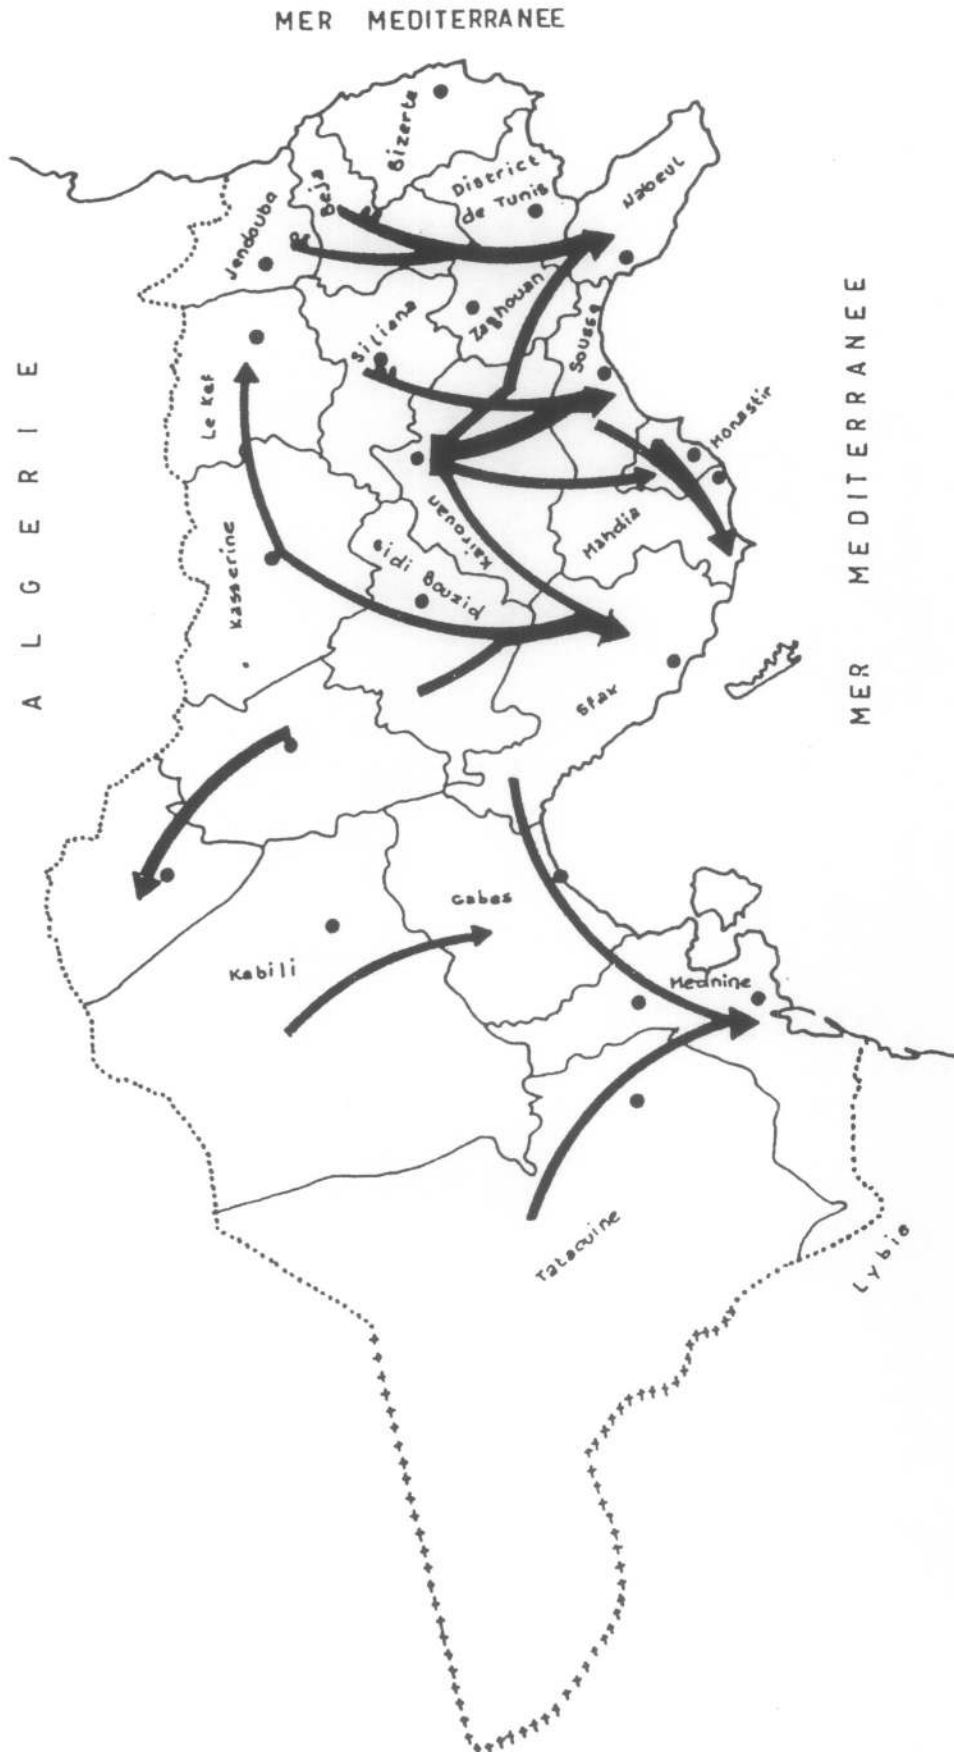 MER MEDITERRANEE
Bizerte
Beja
District
de Tunis
Nabeul
Jendouba
Zaghouan
Siliana
Sousse
Le Kef
Monastir
ALGERIE
MER MEDITERRANEE
Kairouan
Mahdia
Kasserine
Sidi Bouzid
Sfax
Gabes
Kebili
Mednine
Tataouine
Lybie